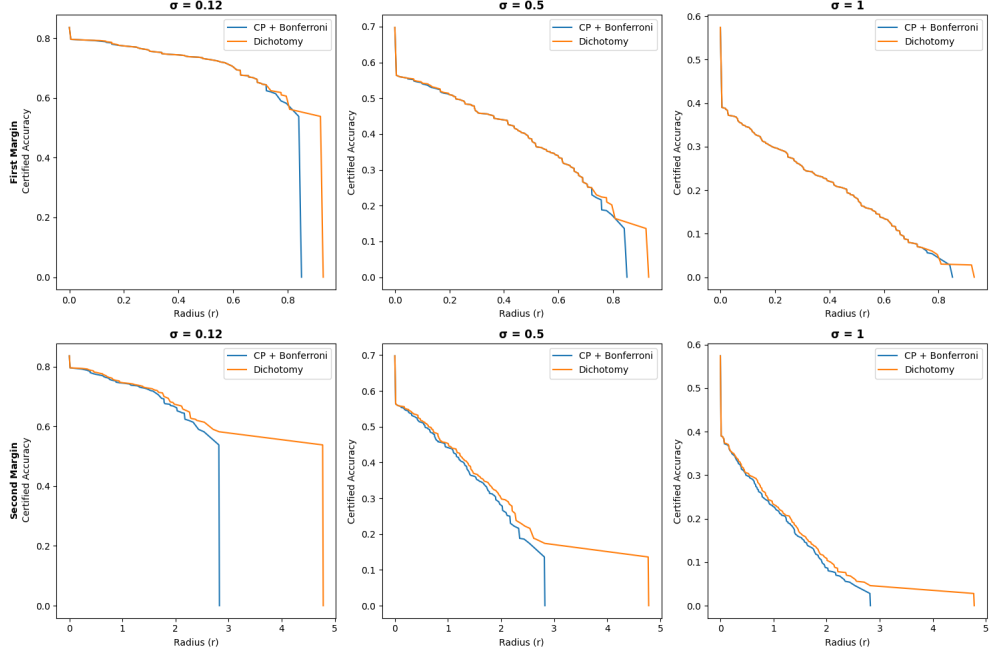 σ = 0.12
σ = 0.5
σ = 1
First Margin
Certified Accuracy
0.8
0.6
0.4
0.2
0.0
CP + Bonferroni
Dichotomy
0.0 0.2 0.4 0.6 0.8
Radius (r)
Certified Accuracy
0.7
0.6
0.5
0.4
0.3
0.2
0.1
0.0
CP + Bonferroni
Dichotomy
0.0 0.2 0.4 0.6 0.8
Radius (r)
Certified Accuracy
0.6
0.5
0.4
0.3
0.2
0.1
0.0
CP + Bonferroni
Dichotomy
0.0 0.2 0.4 0.6 0.8
Radius (r)
σ = 0.12
σ = 0.5
σ = 1
Second Margin
Certified Accuracy
0.8
0.6
0.4
0.2
0.0
CP + Bonferroni
Dichotomy
0 1 2 3 4 5
Radius (r)
Certified Accuracy
0.7
0.6
0.5
0.4
0.3
0.2
0.1
0.0
CP + Bonferroni
Dichotomy
0 1 2 3 4 5
Radius (r)
Certified Accuracy
0.6
0.5
0.4
0.3
0.2
0.1
0.0
CP + Bonferroni
Dichotomy
0 1 2 3 4 5
Radius (r)